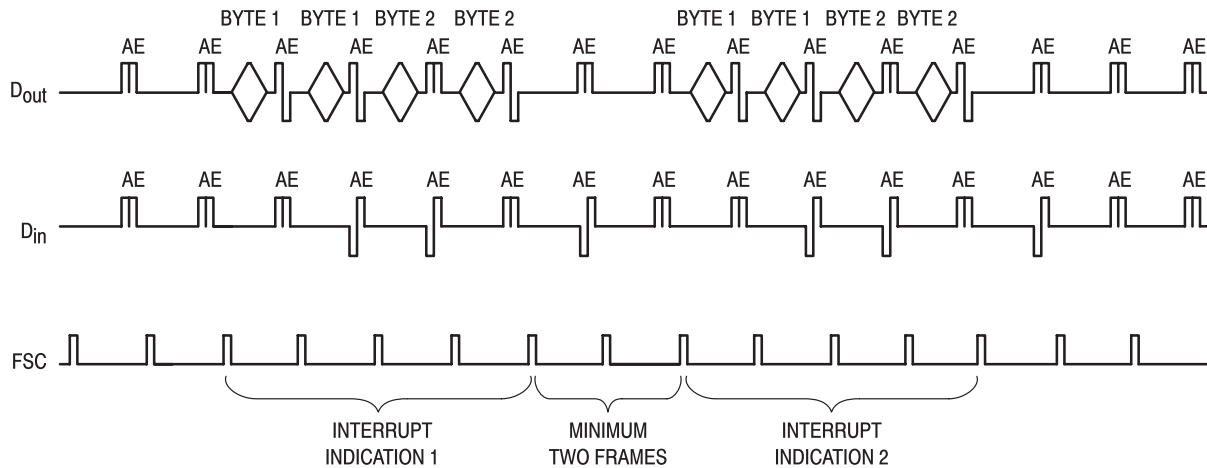 BYTE 1 BYTE 1 BYTE 2 BYTE 2 BYTE 1 BYTE 1 BYTE 2 BYTE 2
AE AE AE AE AE AE AE AE AE AE AE AE AE AE AE
Dout
AE AE AE AE AE AE AE AE AE AE AE AE AE AE AE
Din
FSC
INTERRUPT INDICATION 1
MINIMUM TWO FRAMES
INTERRUPT INDICATION 2